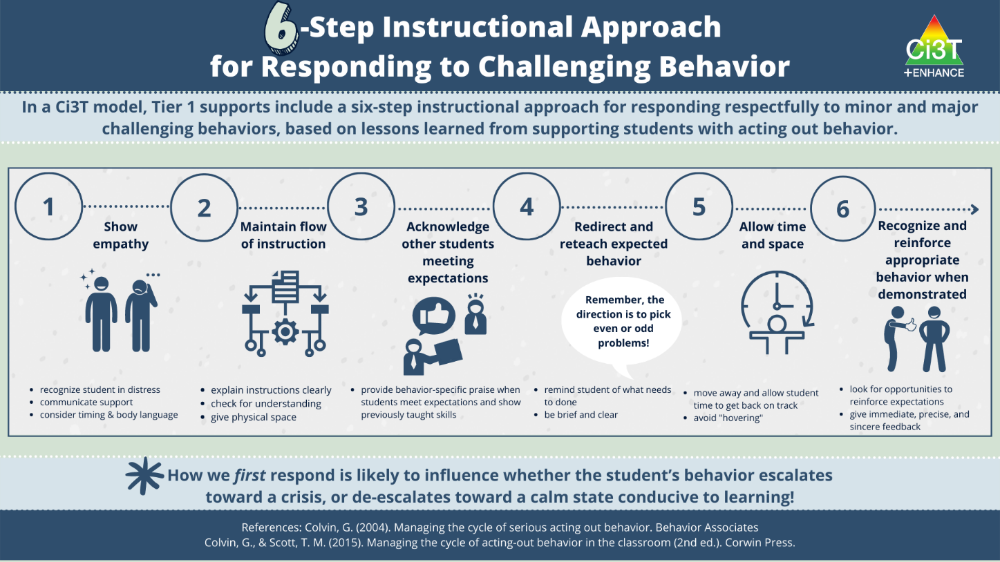 6-Step Instructional Approach
for Responding to Challenging Behavior
Ci3T
+ENHANCE
In a Ci3T model, Tier 1 supports include a six-step instructional approach for responding respectfully to minor and major
challenging behaviors, based on lessons learned from supporting students with acting out behavior.
1
Show
empathy
• recognize student in distress
• communicate support
• consider timing & body language
2
Maintain flow
of instruction
• explain instructions clearly
• check for understanding
• give physical space
3
Acknowledge
other students
meeting
expectations
• provide behavior-specific praise when
students meet expectations and show
previously taught skills
4
Redirect and
reteach expected
behavior
Remember, the
direction is to pick
even or odd
problems!
• remind student of what needs
to done
• be brief and clear
5
Allow time
and space
• move away and allow student
time to get back on track
• avoid "hovering"
6
Recognize and
reinforce
appropriate
behavior when
demonstrated
• look for opportunities to
reinforce expectations
• give immediate, precise, and
sincere feedback
How we first respond is likely to influence whether the student’s behavior escalates
toward a crisis, or de-escalates toward a calm state conducive to learning!
References: Colvin, G. (2004). Managing the cycle of serious acting out behavior. Behavior Associates
Colvin, G., & Scott, T. M. (2015). Managing the cycle of acting-out behavior in the classroom (2nd ed.). Corwin Press.